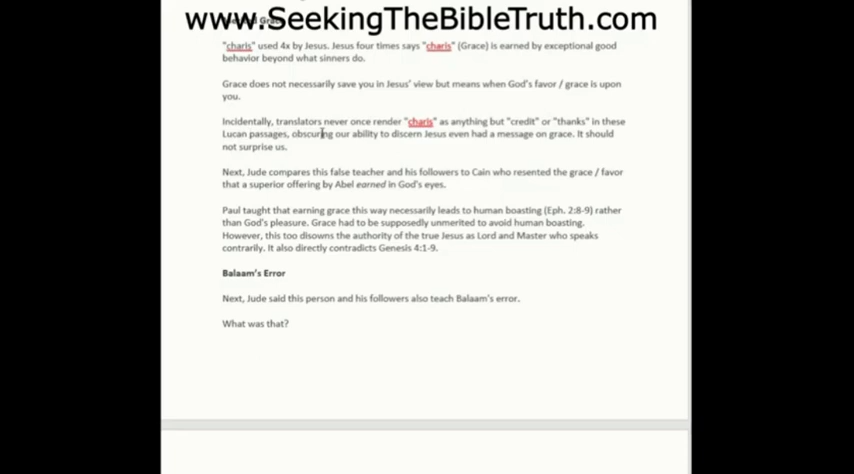 www.SeekingTheBibleTruth.com
"charis" used 4x by Jesus. Jesus four times says "charis" (Grace) is earned by exceptional good
behavior beyond what sinners do.
Grace does not necessarily save you in Jesus' view but means when God's favor / grace is upon
you.
Incidentally, translators never once render "charis" as anything but "credit" or "thanks" in these
Lucan passages, obscuring our ability to discern Jesus even had a message on grace. It should
not surprise us.
Next, Jude compares this false teacher and his followers to Cain who resented the grace / favor
that a superior offering by Abel earned in God's eyes.
Paul taught that earning grace this way necessarily leads to human boasting (Eph. 2:8-9) rather
than God's pleasure. Grace had to be supposedly unmerited to avoid human boasting.
However, this too disowns the authority of the true Jesus as Lord and Master who speaks
contrarily. It also directly contradicts Genesis 4:1-9.
Balaam's Error
Next, Jude said this person and his followers also teach Balaam's error.
What was that?